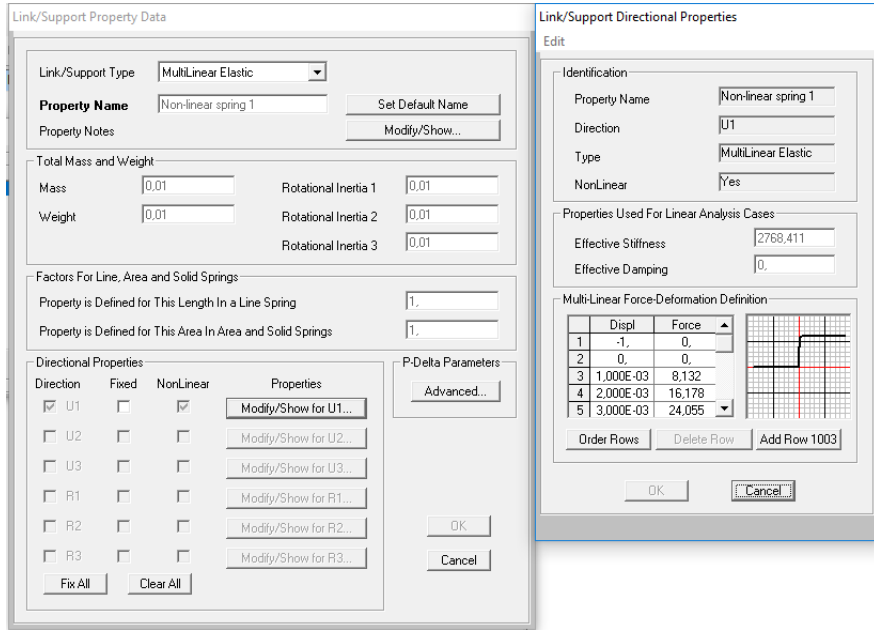 Link/Support Property Data
Link/Support Type MultiLinear Elastic
Property Name Non-linear spring 1 Set Default Name
Property Notes Modify/Show...
Total Mass and Weight
Mass 0,01 Rotational Inertia 1 0,01
Weight 0,01 Rotational Inertia 2 0,01
Rotational Inertia 3 0,01
Factors For Line, Area and Solid Springs
Property is Defined for This Length In a Line Spring 1,
Property is Defined for This Area In Area and Solid Springs 1,
Directional Properties
Direction Fixed NonLinear Properties
U1 Modify/Show for U1...
U2 Modify/Show for U2...
U3 Modify/Show for U3...
R1 Modify/Show for R1...
R2 Modify/Show for R2...
R3 Modify/Show for R3...
Fix All Clear All
P-Delta Parameters
Advanced...
OK
Cancel
Link/Support Directional Properties
Edit
Identification
Property Name Non-linear spring 1
Direction U1
Type MultiLinear Elastic
NonLinear Yes
Properties Used For Linear Analysis Cases
Effective Stiffness 2768,411
Effective Damping 0,
Multi-Linear Force-Deformation Definition
Displ Force
1 -1, 0,
2 0, 0,
3 1,000E-03 8,132
4 2,000E-03 16,178
5 3,000E-03 24,055
Order Rows Delete Row Add Row 1003
OK Cancel